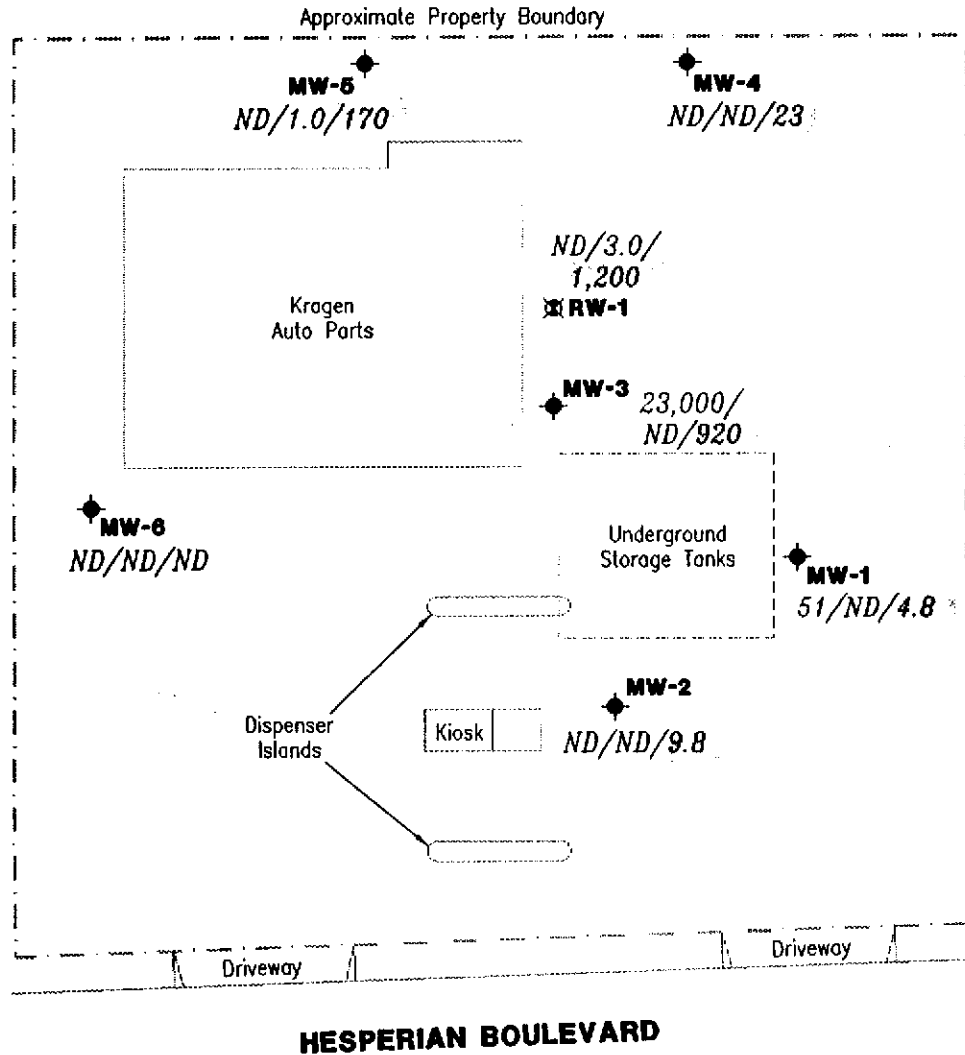 Approximate Property Boundary
MW-5
ND/1.0/170
MW-4
ND/ND/23
ND/3.0/
1,200
RW-1
Kragen
Auto Parts
MW-3
23,000/
ND/920
MW-6
ND/ND/ND
Underground
Storage Tanks
MW-1
51/ND/4.8
MW-2
ND/ND/9.8
Dispenser
Islands
Kiosk
Driveway
Driveway
HESPERIAN BOULEVARD